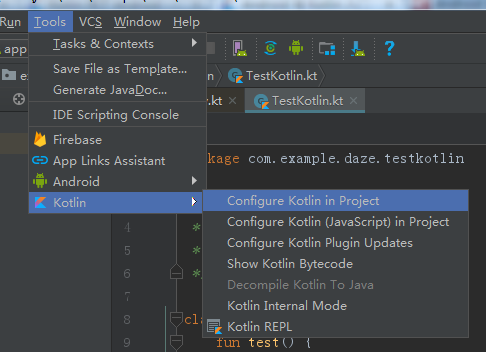 Run Tools VCS Window Help
app
Tasks & Contexts
Save File as Template...
Generate JavaDoc...
IDE Scripting Console
Firebase
App Links Assistant
Android
Kotlin
TestKotlin.kt
TestKotlin.kt
kage com.example.daze.testkotlin
Configure Kotlin in Project
Configure Kotlin (JavaScript) in Project
Configure Kotlin Plugin Updates
Show Kotlin Bytecode
Decompile Kotlin To Java
Kotlin Internal Mode
Kotlin REPL
4 *
5 *
6 *
7
8 cla
9 fun test() {